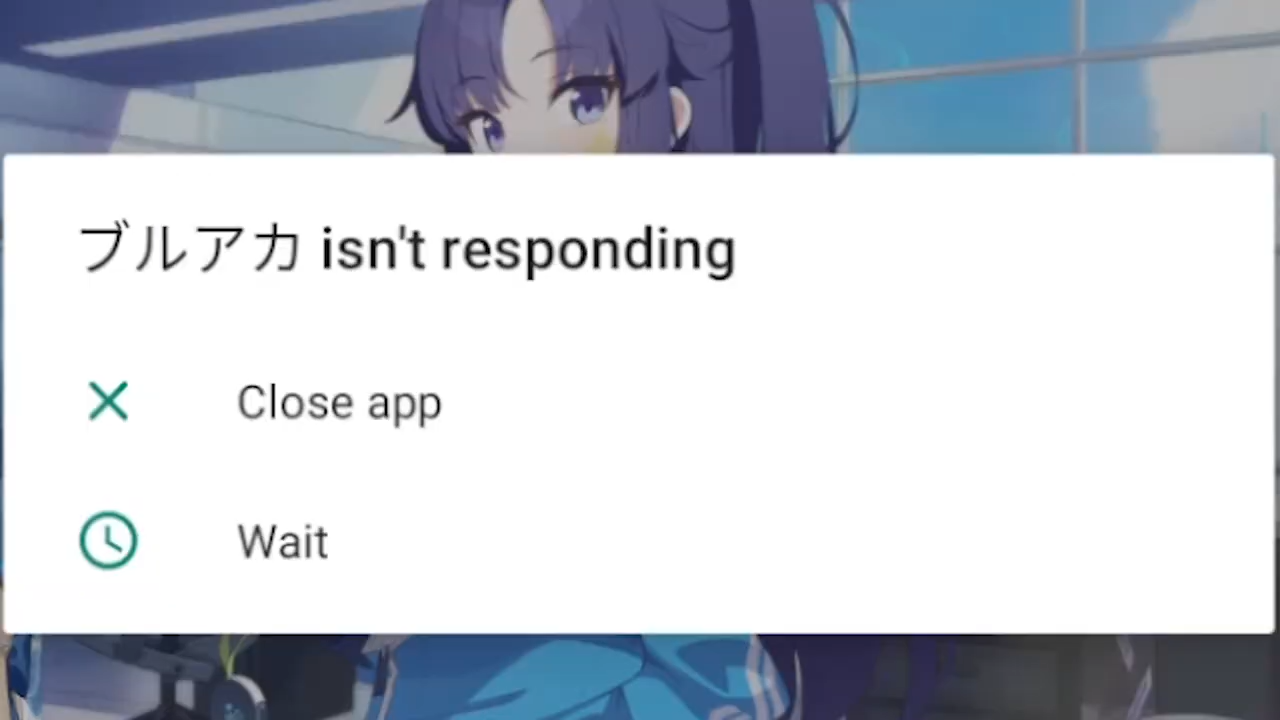 ブルアカ isn't responding
Close app
Wait